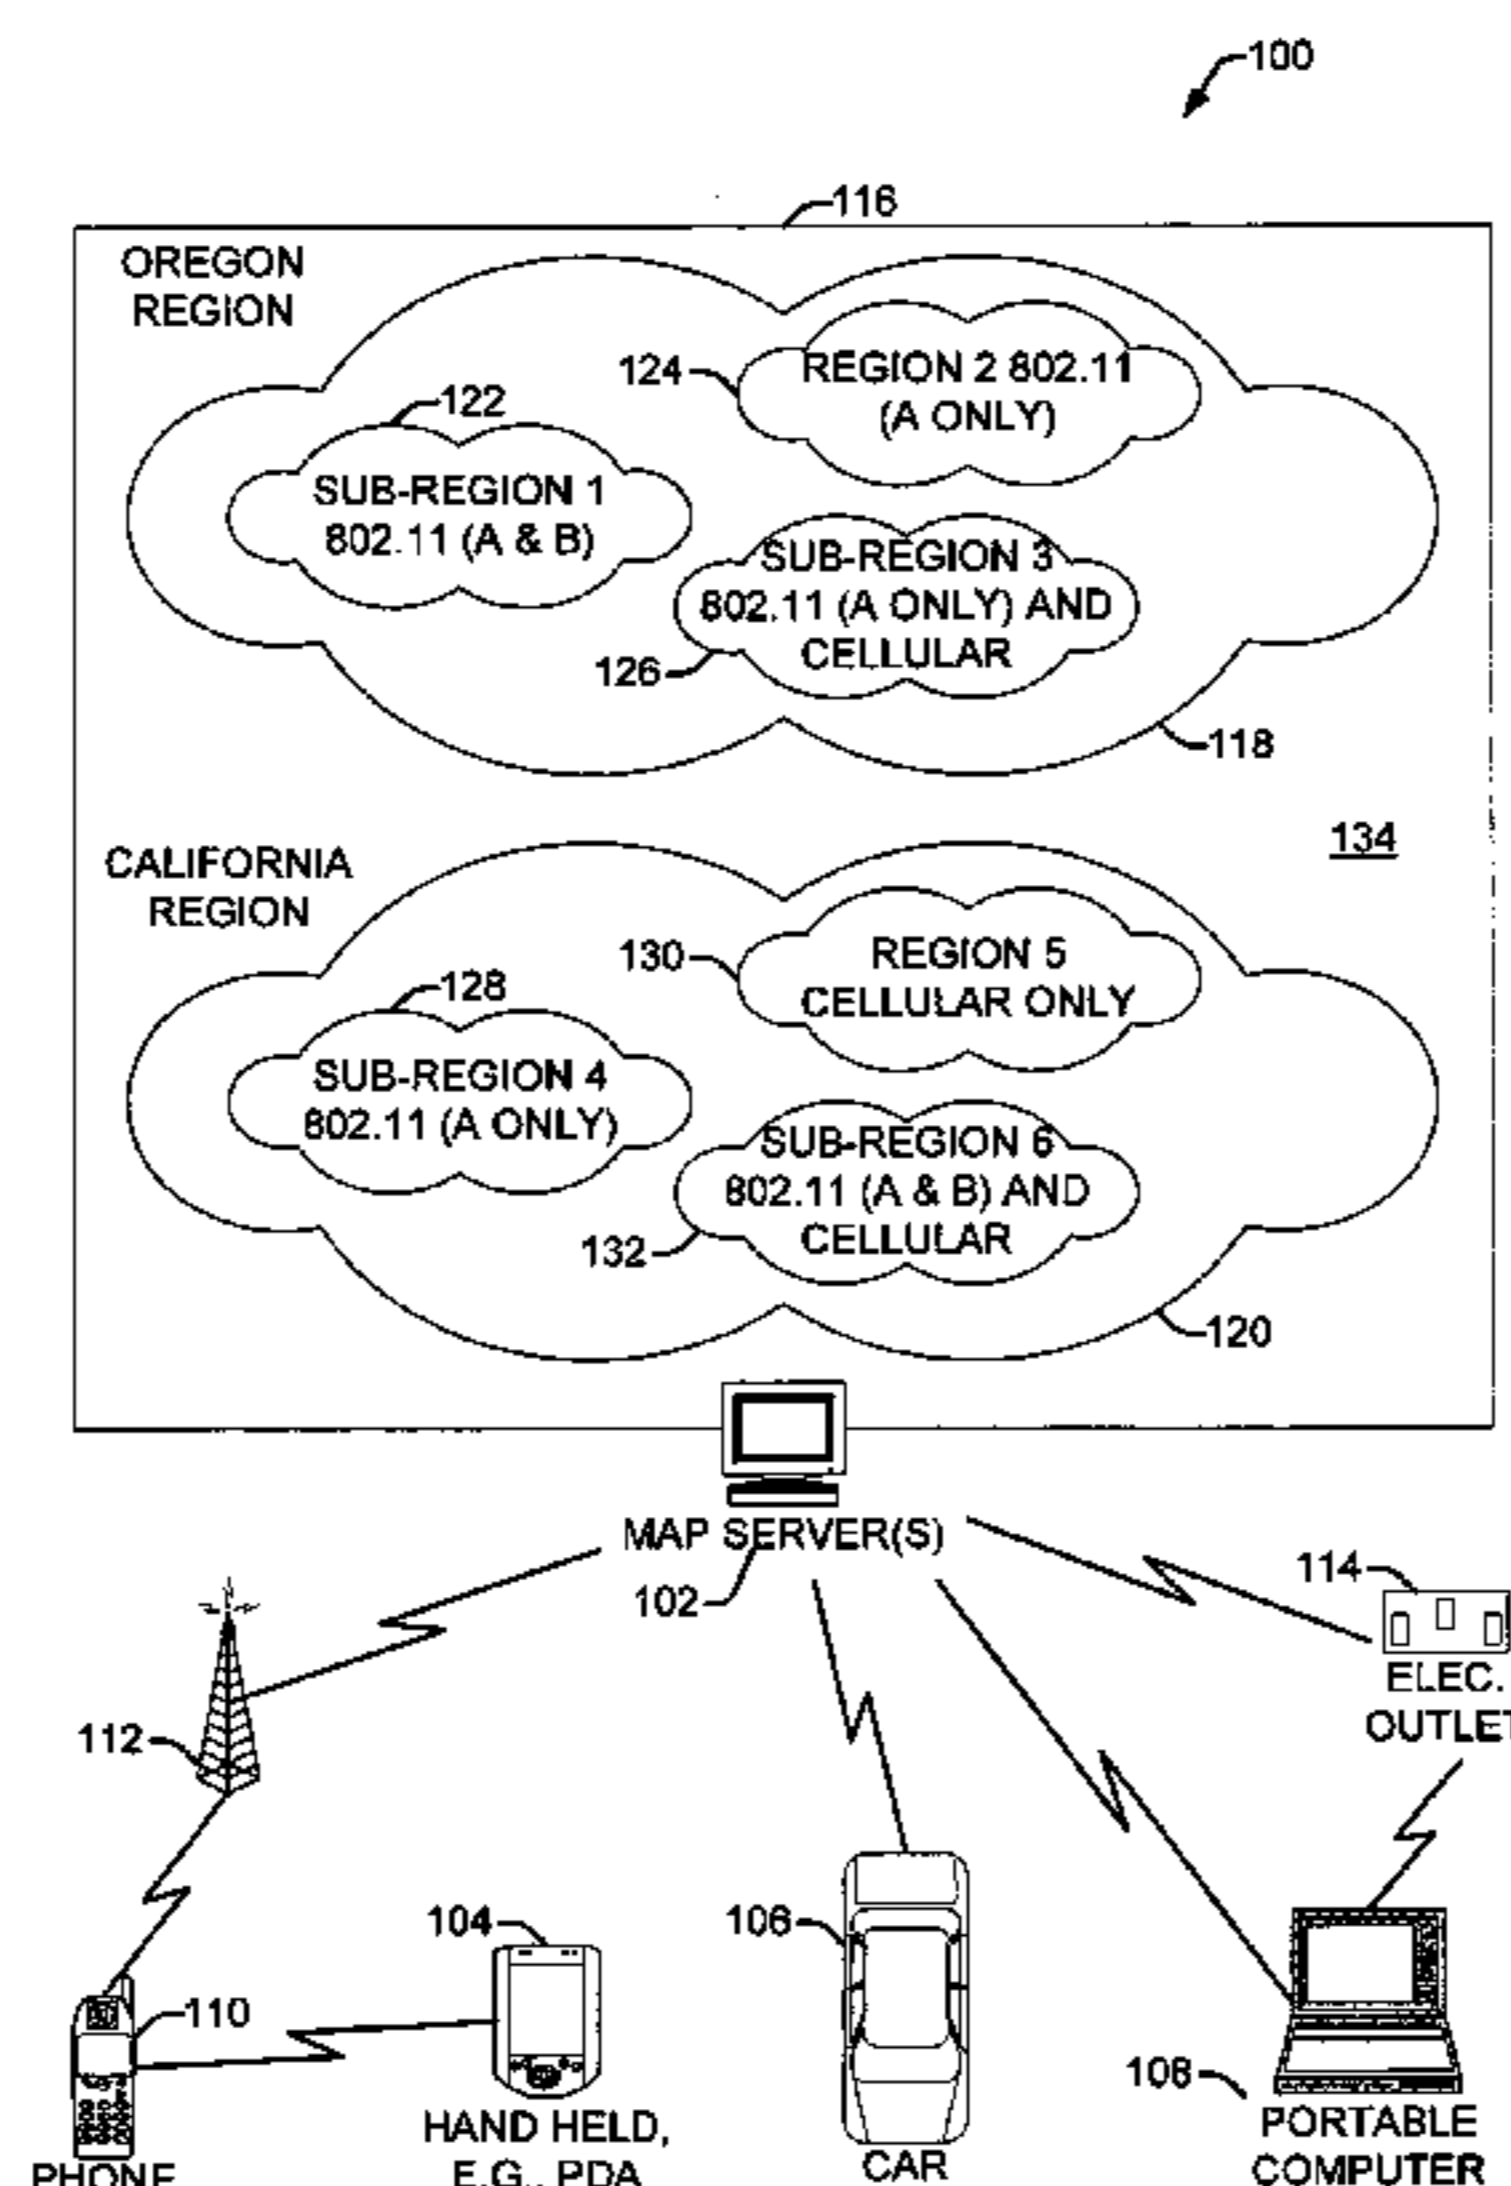 100
116
OREGON
REGION
124
REGION 2 802.11
(A ONLY)
122
SUB-REGION 1
802.11 (A & B)
SUB-REGION 3
802.11 (A ONLY) AND
CELLULAR
126
118
134
CALIFORNIA
REGION
130
REGION 5
CELLULAR ONLY
128
SUB-REGION 4
802.11 (A ONLY)
SUB-REGION 6
802.11 (A & B) AND
CELLULAR
132
120
MAP SERVER(S)
102
114
ELEC.
OUTLET
112
104
106
110
108
PHONE
HAND HELD,
E.G., PDA
CAR
PORTABLE
COMPUTER